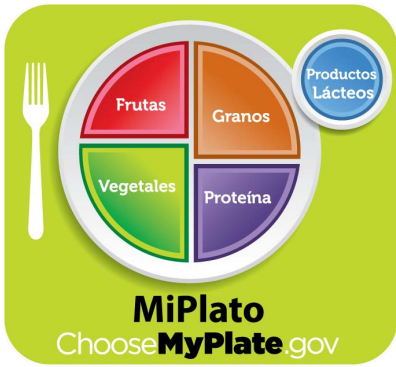 Frutas
Granos
Productos
Lácteos
Vegetales
Proteína
MiPlato
ChooseMyPlate.gov